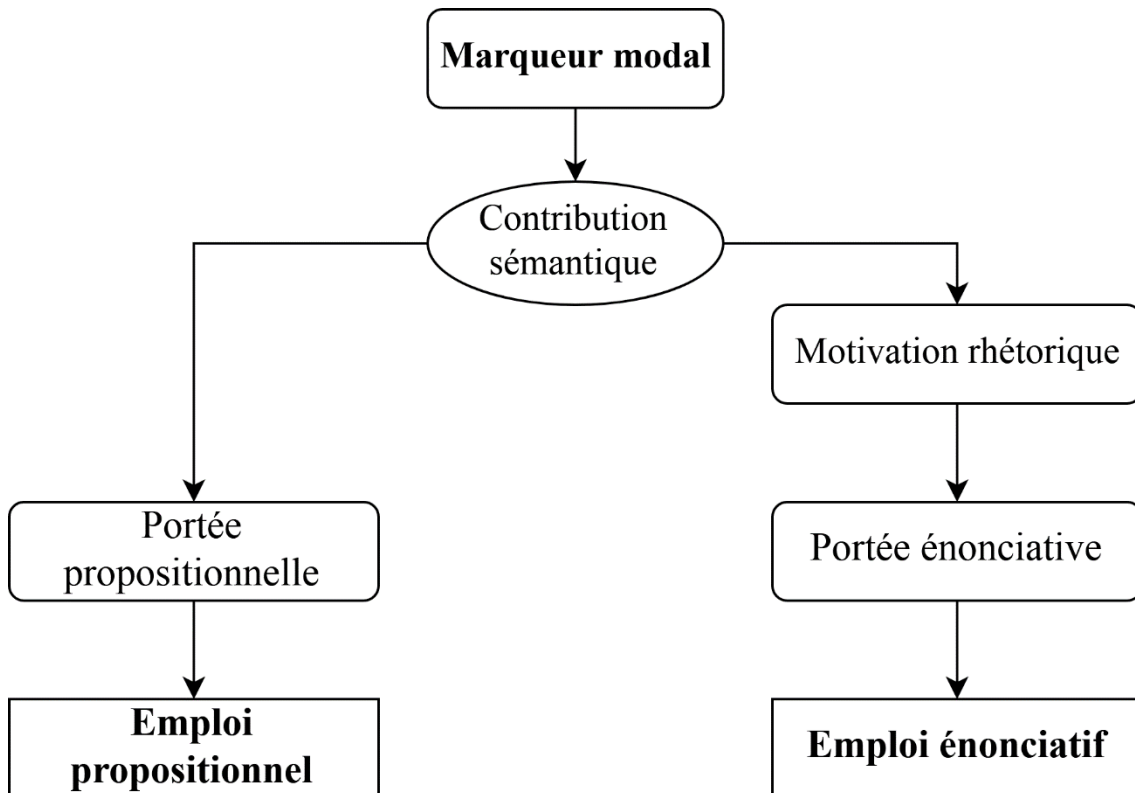 Marqueur modal
Contribution
sémantique
Motivation rhétorique
Portée
propositionnelle
Portée énonciative
Emploi
propositionnel
Emploi énonciatif